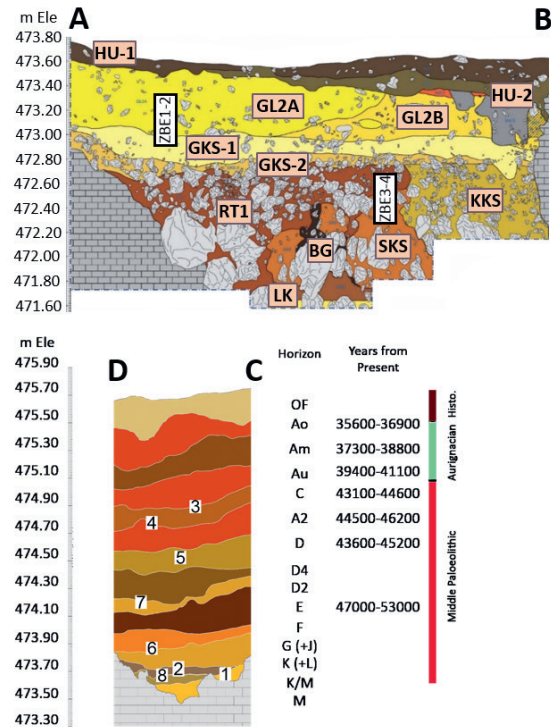 m Ele
A
B
473.80
473.60
473.40
473.20
473.00
472.80
472.60
472.40
472.20
472.00
471.80
471.60
HU-1
HU-2
GL2A
GL2B
ZBE1-2
GKS-1
GKS-2
ZBE3-4
RT1
KKS
BG
SKS
LK
m Ele
D
C
475.90
475.70
475.50
475.30
475.10
474.90
474.70
474.50
474.30
474.10
473.90
473.70
473.50
473.30
3
4
5
7
6
2
8
1
Horizon Years from
Present
OF
Ao 35600-36900
Am 37300-38800
Au 39400-41100
C 43100-44600
A2 44500-46200
D 43600-45200
D4
D2
E 47000-53000
F
G (+J)
K (+L)
K/M
M
Histo.
Aurignacian
Middle Paloeolithic